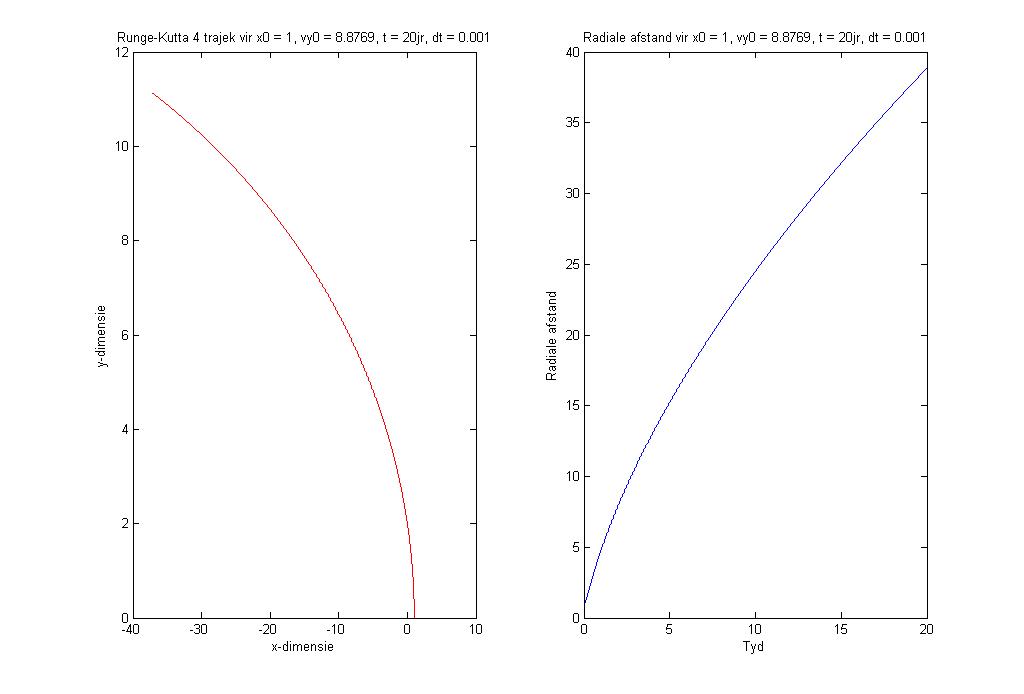 Runge-Kutta 4 trajek vir x0 = 1, vy0 = 8.8769, t = 20jr, dt = 0.001
12
10
8
6
4
2
0
y-dimensie
-40 -30 -20 -10 0 10
x-dimensie
Radiale afstand vir x0 = 1, vy0 = 8.8769, t = 20jr, dt = 0.001
40
35
30
25
20
15
10
5
0
Radiale afstand
0 5 10 15 20
Tyd